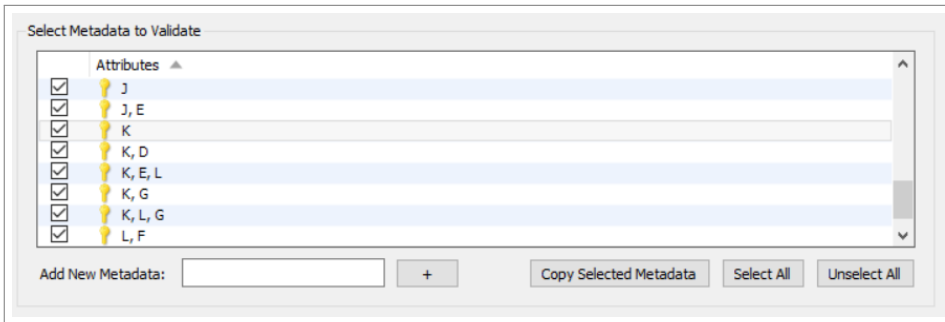 Select Metadata to Validate
Attributes
J
J, E
K
K, D
K, E, L
K, G
K, L, G
L, F
Add New Metadata: + Copy Selected Metadata Select All Unselect All